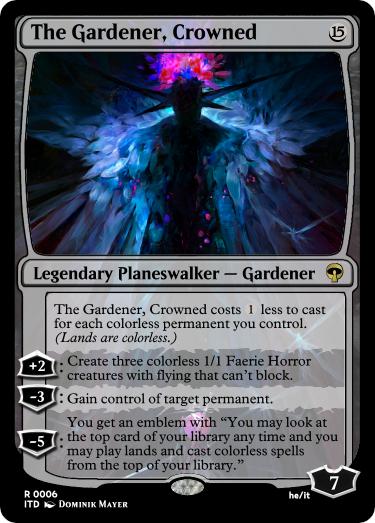 The Gardener, Crowned 15
Legendary Planeswalker — Gardener
The Gardener, Crowned costs 1 less to cast
for each colorless permanent you control.
(Lands are colorless.)
+2 : Create three colorless 1/1 Faerie Horror
creatures with flying that can't block.
-3 : Gain control of target permanent.
-5 : You get an emblem with “You may look at
the top card of your library any time and you
may play lands and cast colorless spells
from the top of your library.”
7
R 0006
ITD Dominik Mayer
he/it